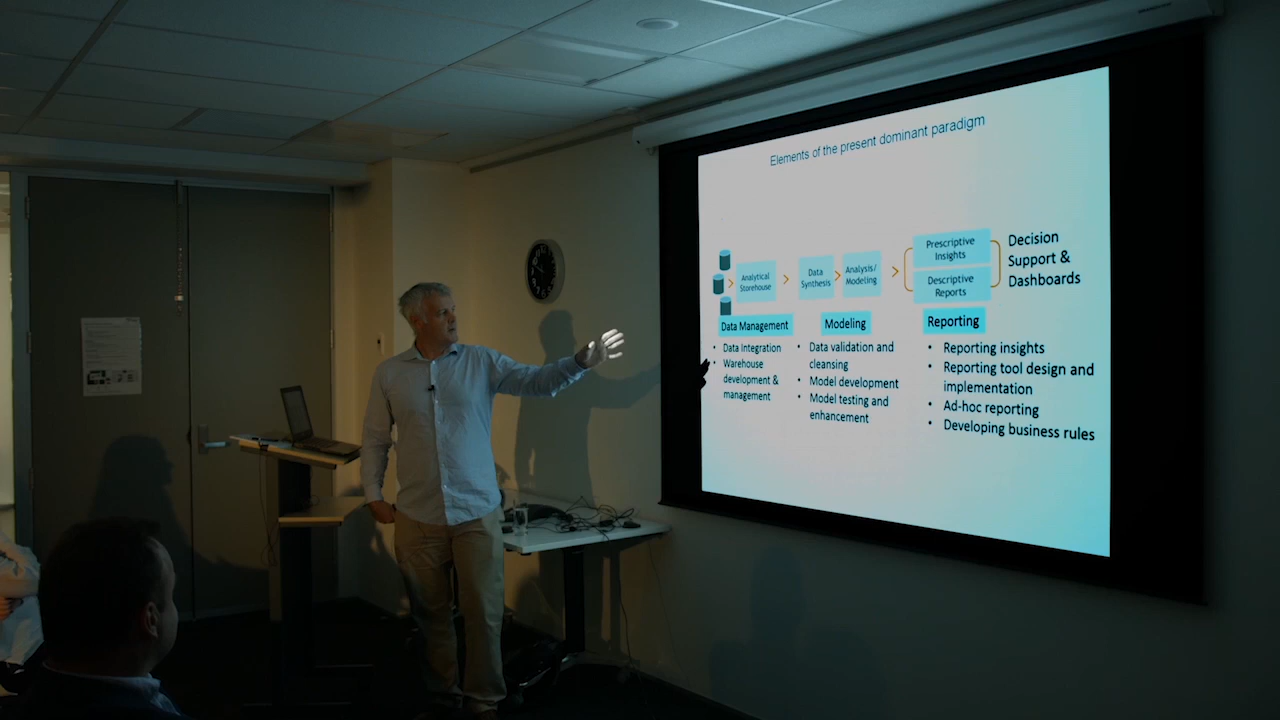 Elements of the present dominant paradigm
Analytical
Storehouse
Data
Synthesis
Analysis/
Modeling
Prescriptive
Insights
Descriptive
Reports
Decision
Support &
Dashboards
Data Management
• Data Integration
• Warehouse
development &
management
Modeling
• Data validation and
cleansing
• Model development
• Model testing and
enhancement
Reporting
• Reporting insights
• Reporting tool design and
implementation
• Ad-hoc reporting
• Developing business rules